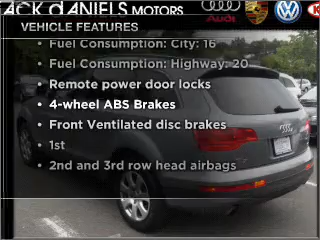 ACK DANIELS MOTORS
Audi
VEHICLE FEATURES
• Fuel Consumption: City: 16
• Fuel Consumption: Highway: 20
• Remote power door locks
• 4-wheel ABS Brakes
• Front Ventilated disc brakes
• 1st
• 2nd and 3rd row head airbags